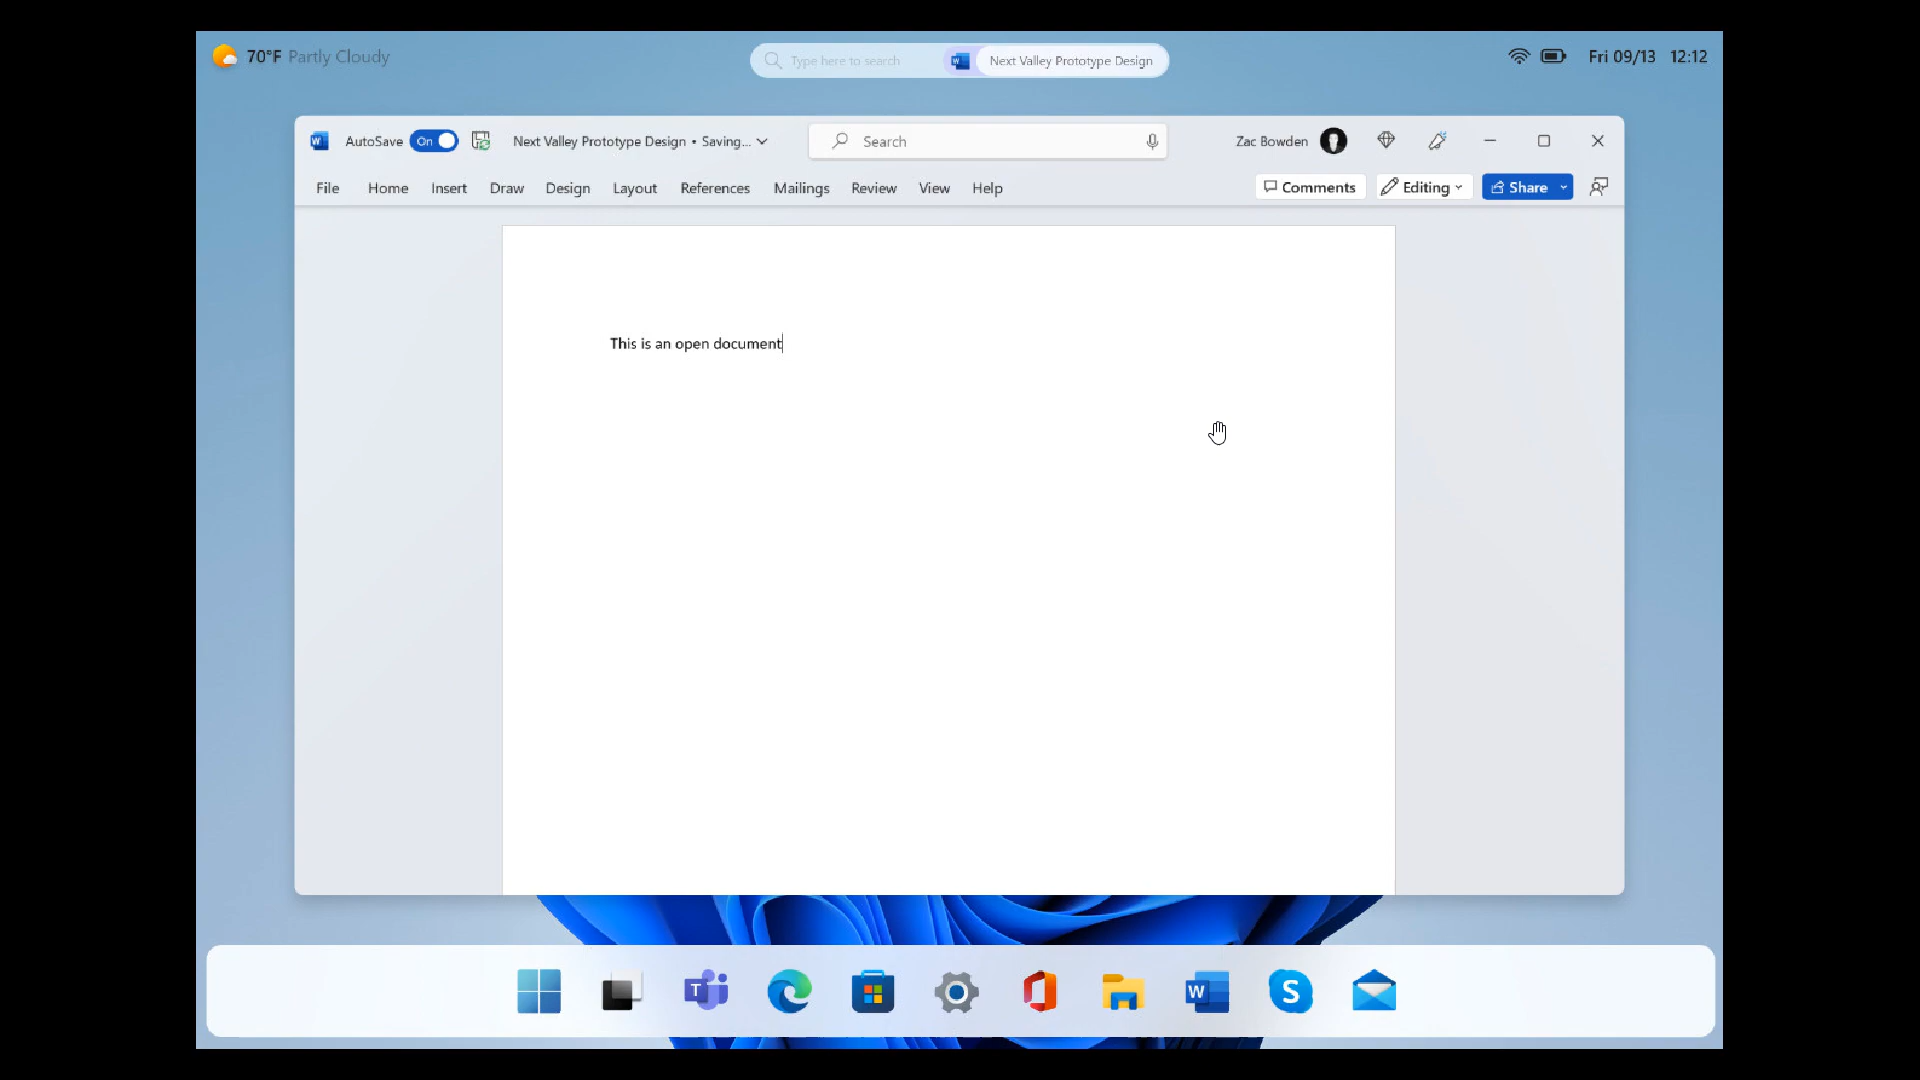 70°F Partly Cloudy
Type here to search
Next Valley Prototype Design
Fri 09/13 12:12
AutoSave On
Next Valley Prototype Design • Saving...
Search
Zac Bowden
File Home Insert Draw Design Layout References Mailings Review View Help
Comments Editing Share
This is an open document